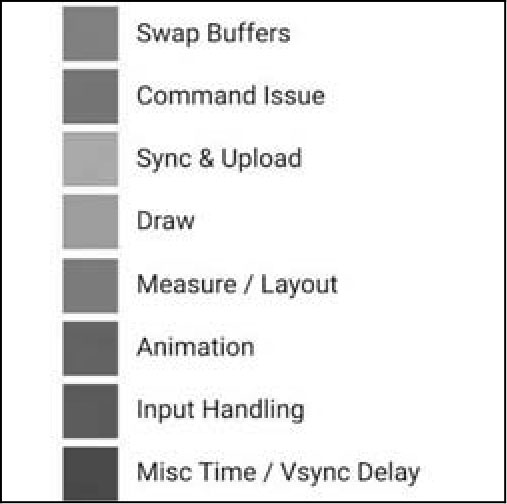 Swap Buffers
Command Issue
Sync & Upload
Draw
Measure / Layout
Animation
Input Handling
Misc Time / Vsync Delay